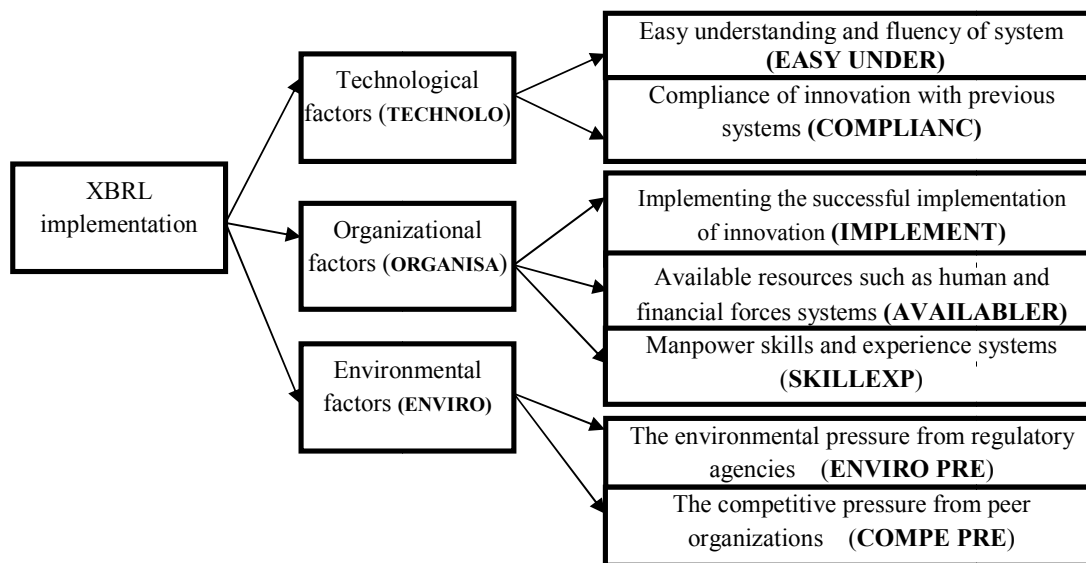 XBRL
implementation
Technological
factors (TECHNOLO)
Organizational
factors (ORGANISA)
Environmental
factors (ENVIRO)
Easy understanding and fluency of system
(EASY UNDER)
Compliance of innovation with previous
systems (COMPLIANC)
Implementing the successful implementation
of innovation (IMPLEMENT)
Available resources such as human and
financial forces systems (AVAILABLER)
Manpower skills and experience systems
(SKILLEXP)
The environmental pressure from regulatory
agencies (ENVIRO PRE)
The competitive pressure from peer
organizations (COMPE PRE)